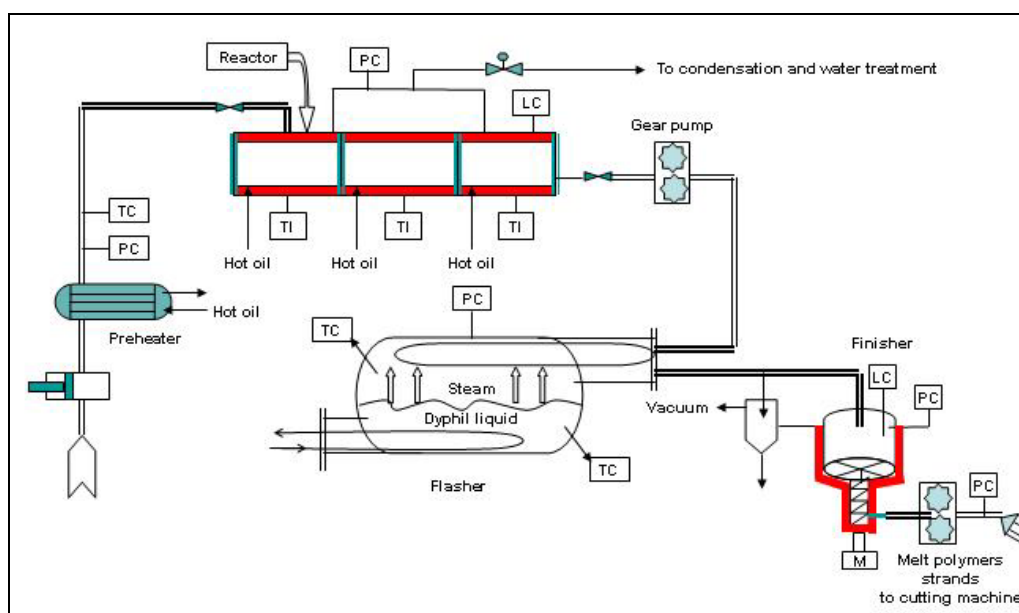 Reactor
PC
To condensation and water treatment
LC
Gear pump
TC
PC
TI
TI
TI
Hot oil
Hot oil
Hot oil
Hot oil
Preheater
PC
TC
Steam
Dyphil liquid
TC
Flasher
Finisher
LC
PC
Vacuum
PC
M
Melt polymers
strands
to cutting machine